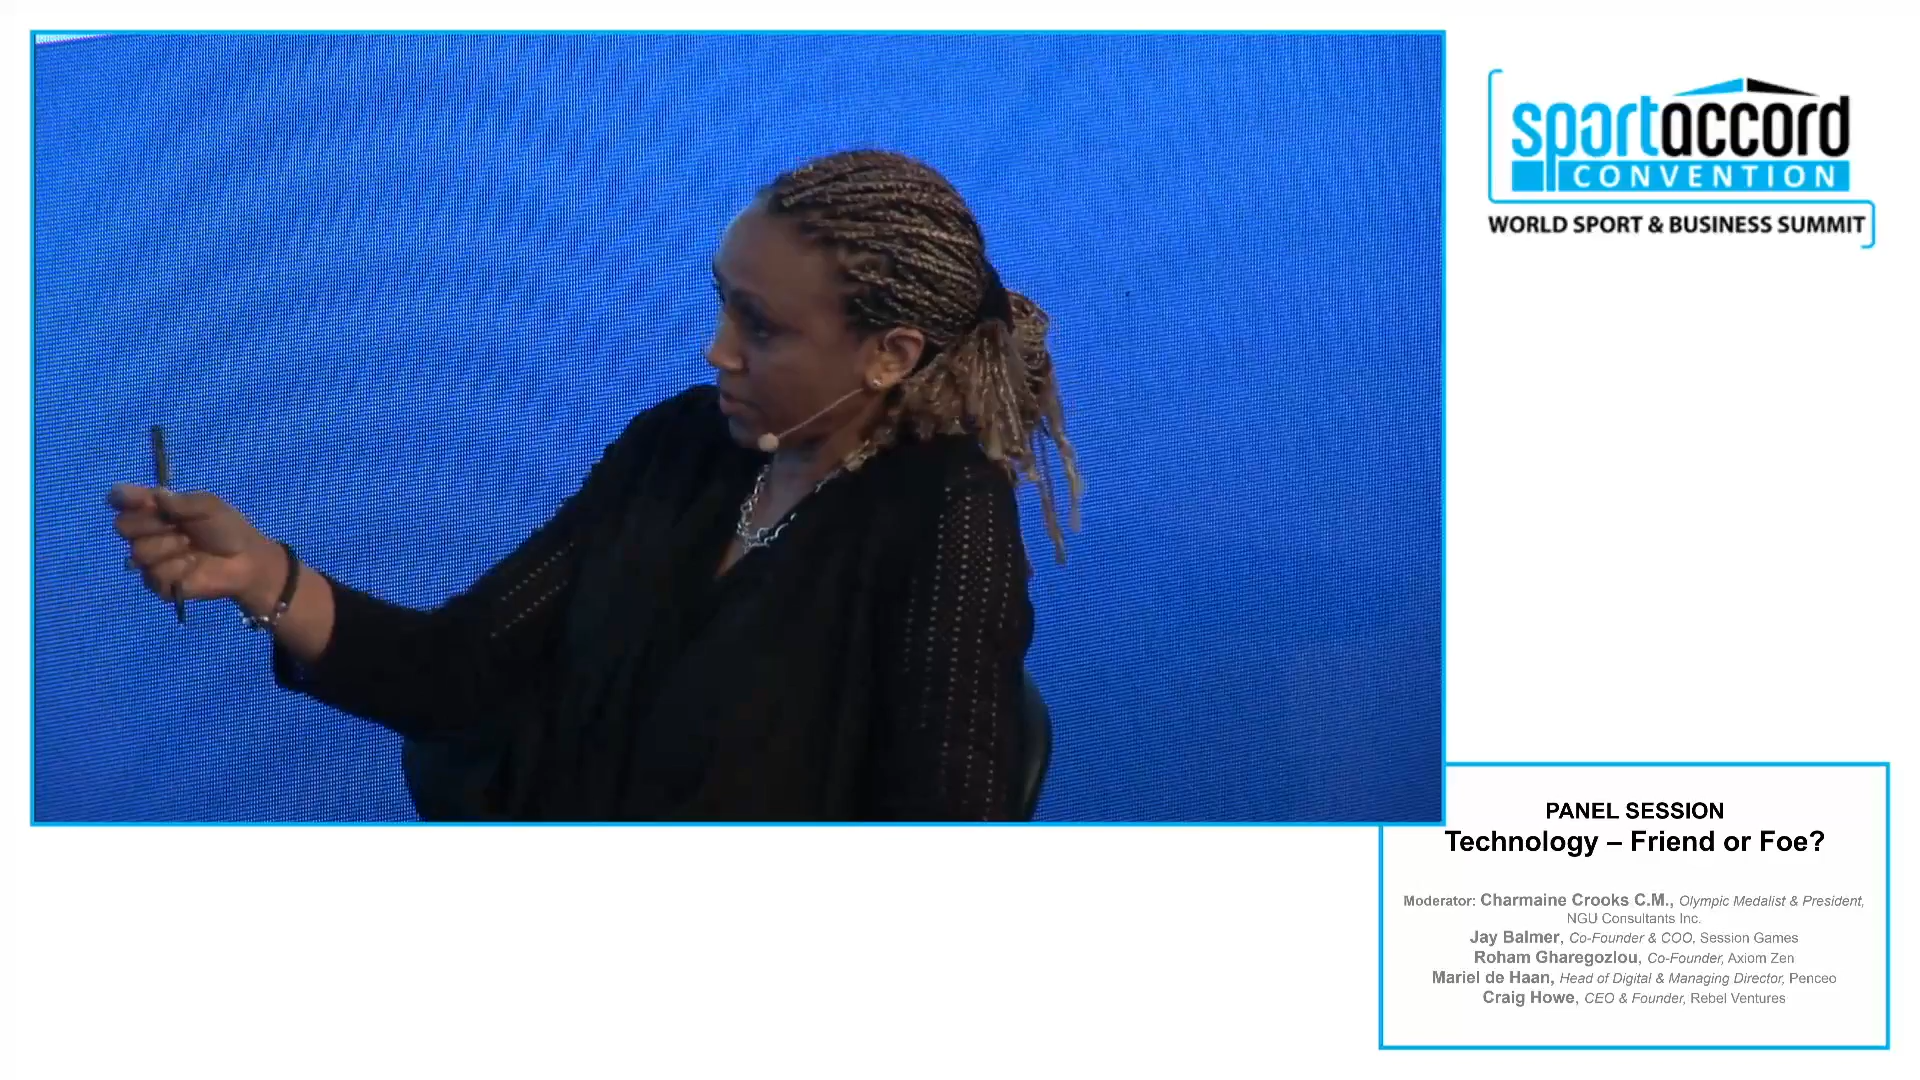 sportaccord
CONVENTION
WORLD SPORT & BUSINESS SUMMIT
PANEL SESSION
Technology – Friend or Foe?
Moderator: Charmaine Crooks C.M., Olympic Medalist & President,
NGU Consultants Inc.
Jay Balmer, Co-Founder & COO, Session Games
Roham Gharegozlou, Co-Founder, Axiom Zen
Mariel de Haan, Head of Digital & Managing Director, Penceo
Craig Howe, CEO & Founder, Rebel Ventures